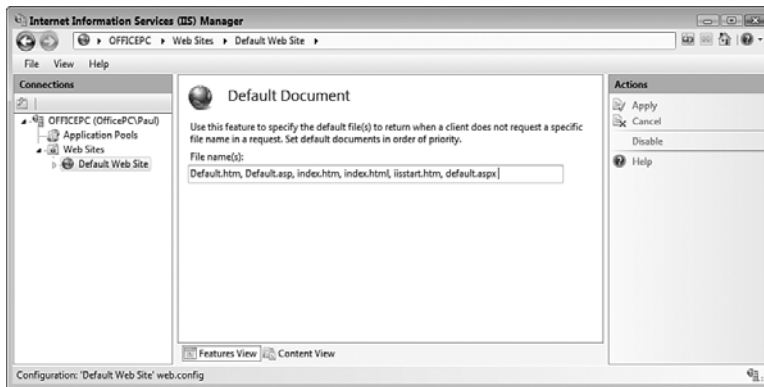 Internet Information Services (IIS) Manager
OFFICEPC
Web Sites
Default Web Site
File View Help
Connections
OFFICEPC (OfficePC\Paul)
Application Pools
Web Sites
Default Web Site
Default Document
Use this feature to specify the default file(s) to return when a client does not request a specific
file name in a request. Set default documents in order of priority.
File name(s):
Default.htm, Default.asp, index.htm, index.html, iisstart.htm, default.aspx
Features View Content View
Actions
Apply
Cancel
Disable
Help
Configuration: 'Default Web Site' web.config